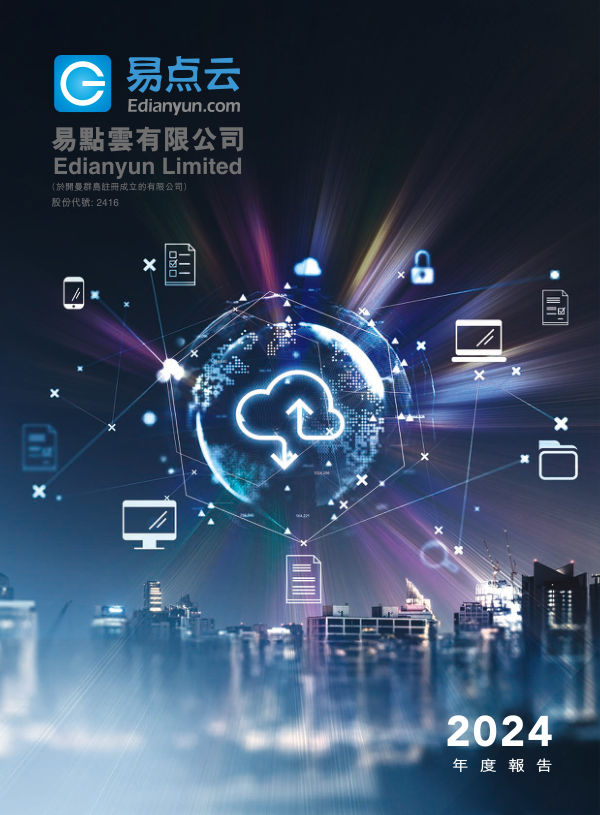 易点云
Edianyun.com
易點雲有限公司
Edianyun Limited
(於開曼群島註冊成立的有限公司)
股份代號: 2416
2024
年度報告